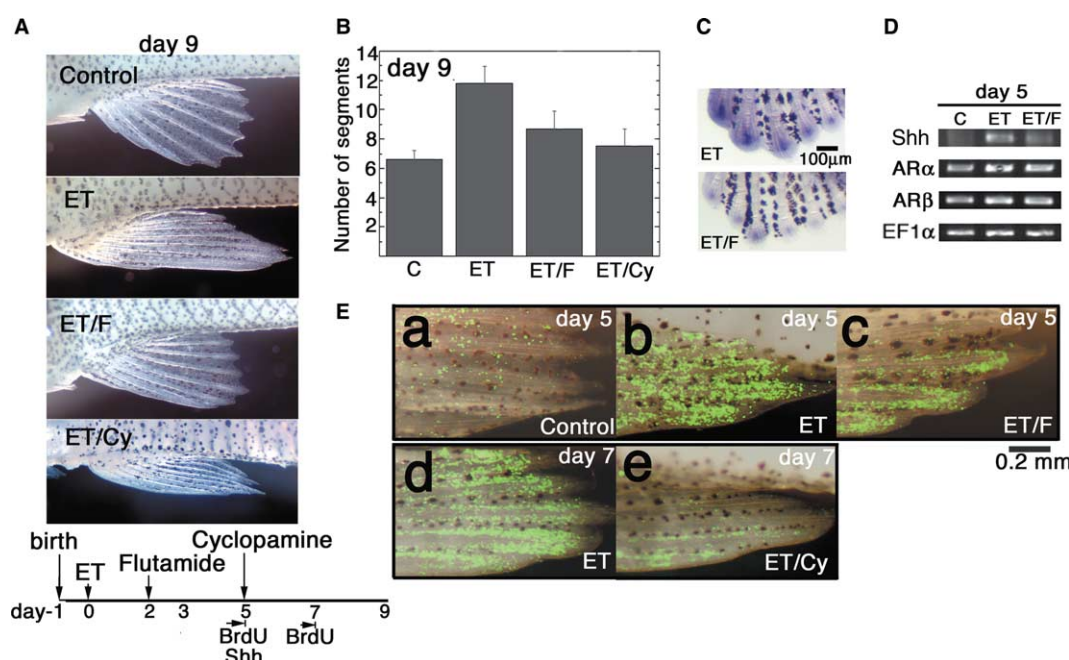 A
day 9
Control
ET
ET/F
ET/Cy
birth
ET
Flutamide
Cyclopamine
day-1 0 2 3 5 7 9
BrdU BrdU
Shh
B
day 9
Number of segments
14
12
10
8
6
4
2
C ET ET/F ET/Cy
C
ET
100μm
ET/F
D
day 5
C ET ET/F
Shh
ARα
ARβ
EF1α
E
a day 5
Control
b day 5
ET
c day 5
ET/F
0.2 mm
d day 7
ET
e day 7
ET/Cy